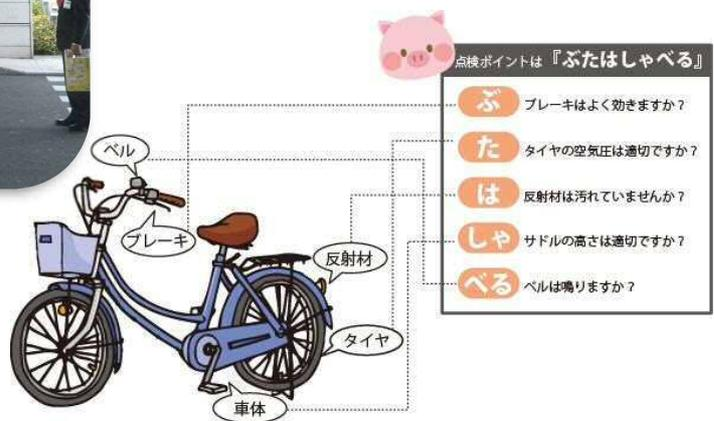 点検ポイントは『ぶたはしゃべる』
ぶ ブレーキはよく効きますか?
た タイヤの空気圧は適切ですか?
は 反射材は汚れていませんか?
しゃ サドルの高さは適切ですか?
べる ベルは鳴りますか?
ベル
ブレーキ
反射材
タイヤ
車体